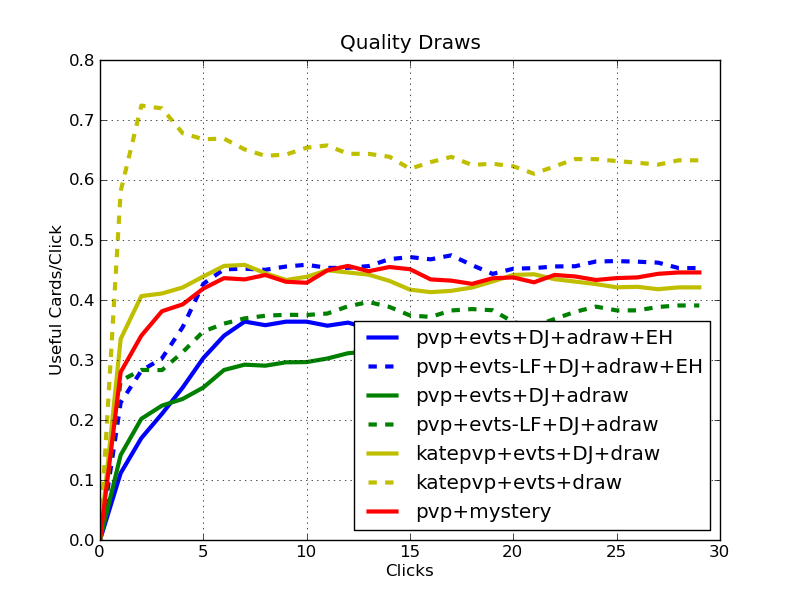 Quality Draws
0.8
0.7
0.6
0.5
0.4
0.3
0.2
0.1
0.0
Useful Cards/Click
pvp+evts+DJ+adraw+EH
pvp+evts-LF+DJ+adraw+EH
pvp+evts+DJ+adraw
pvp+evts-LF+DJ+adraw
katepvp+evts+DJ+draw
katepvp+evts+draw
pvp+mystery
0 5 10 15 20 25 30
Clicks